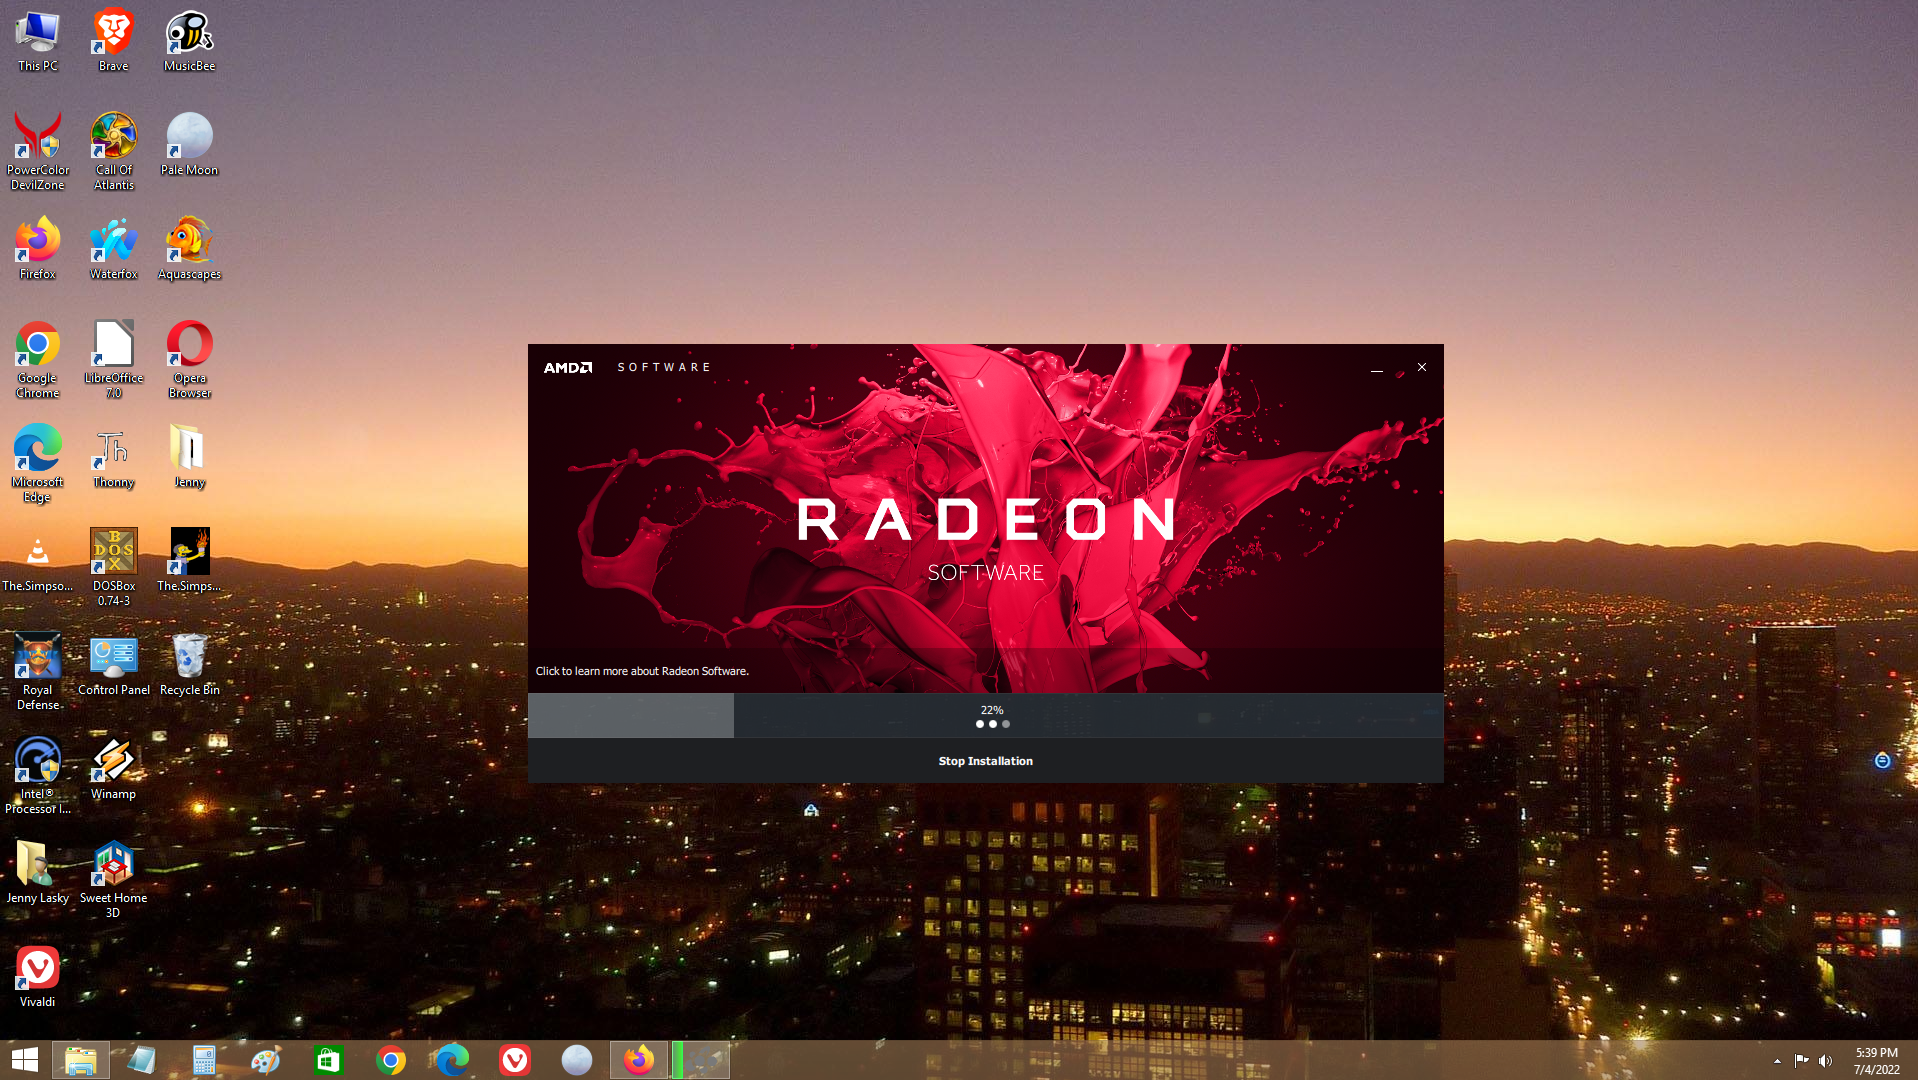 This PC
Brave
MusicBee
PowerColor
DevilZone
Call Of
Atlantis
Pale Moon
Firefox
Waterfox
Aquascapes
Google
Chrome
LibreOffice
7.0
Opera
Browser
Microsoft
Edge
Th
Thonny
Jenny
The.Simpso...
B
DOS
X
DOSBox
0.74-3
The.Simps...
Royal
Defense
Control Panel
Recycle Bin
Intel®
Processor I...
Winamp
Jenny Lasky
Sweet Home
3D
Vivaldi
AMD SOFTWARE
RADEON
SOFTWARE
Click to learn more about Radeon Software.
22%
Stop Installation
5:39 PM
7/4/2022